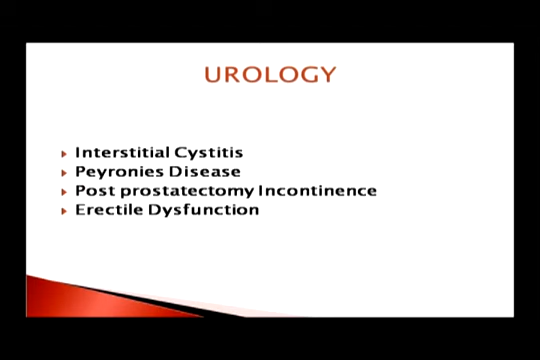 UROLOGY
Interstitial Cystitis
Peyronies Disease
Post prostatectomy Incontinence
Erectile Dysfunction